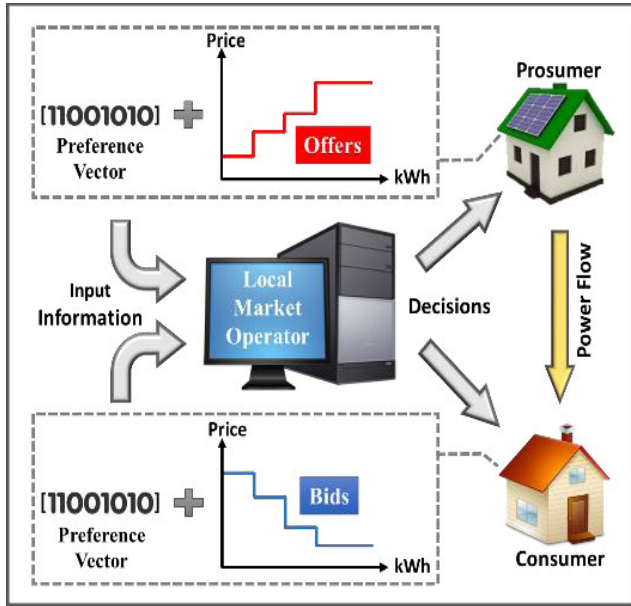 Price
[11001010]
Preference
Vector
Offers
kWh
Prosumer
Input
Information
Local
Market
Operator
Decisions
Power Flow
Price
[11001010]
Preference
Vector
Bids
kWh
Consumer